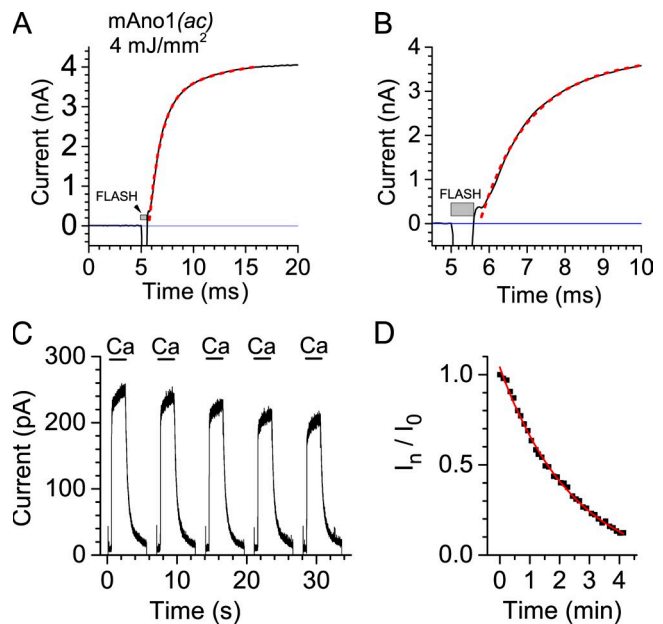 A
mAno1(ac)
4 mJ/mm2
Current (nA)
4
3
2
1
0
FLASH
0 5 10 15 20
Time (ms)
B
Current (nA)
4
3
2
1
0
FLASH
5 6 7 8 9 10
Time (ms)
C
Ca Ca Ca Ca Ca
Current (pA)
300
200
100
0
0 10 20 30
Time (s)
D
In / I0
1.0
0.5
0.0
0 1 2 3 4
Time (min)